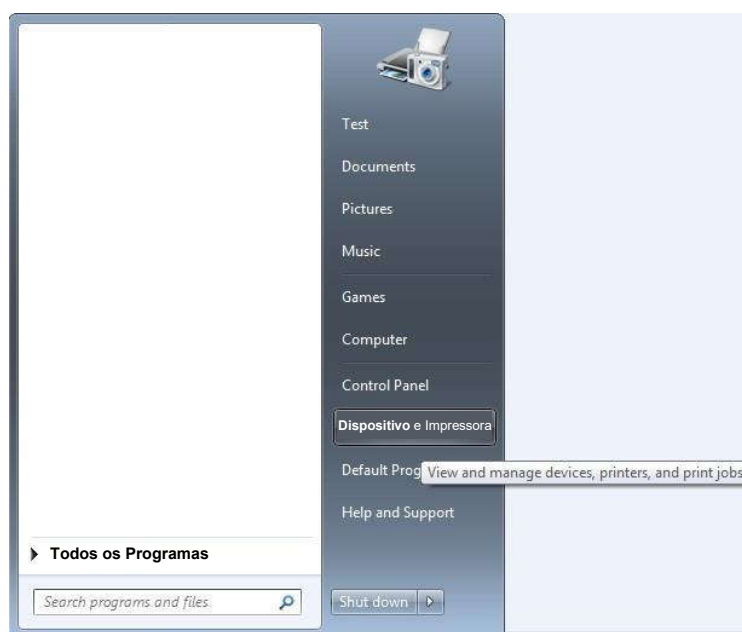 Test
Documents
Pictures
Music
Games
Computer
Control Panel
Dispositivo e Impressora
Default Prog
View and manage devices, printers, and print jobs
Help and Support
Todos os Programas
Search programs and files
Shut down